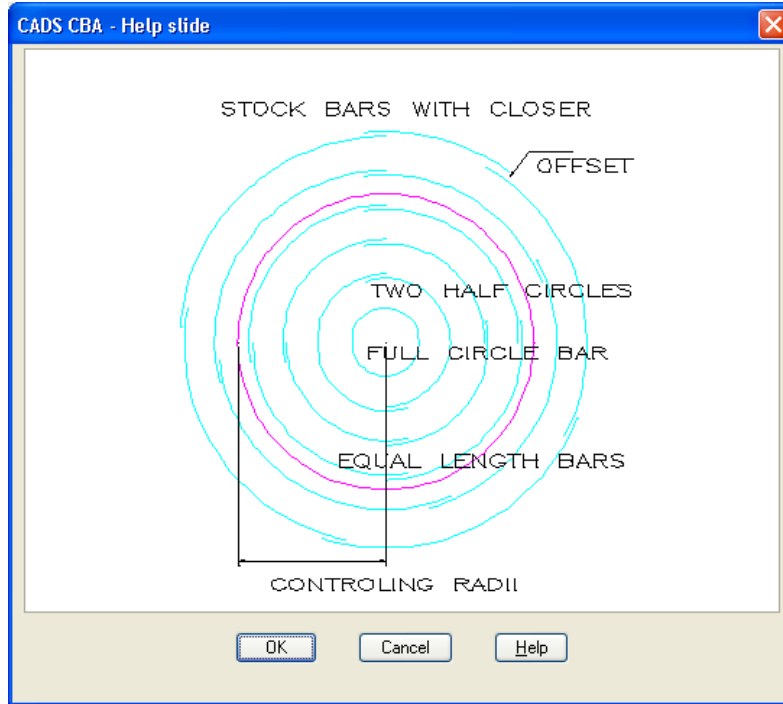 CADS CBA - Help slide
STOCK BARS WITH CLOSER
OFFSET
TWO HALF CIRCLES
FULL CIRCLE BAR
EQUAL LENGTH BARS
CONTROLING RADII
OK Cancel Help